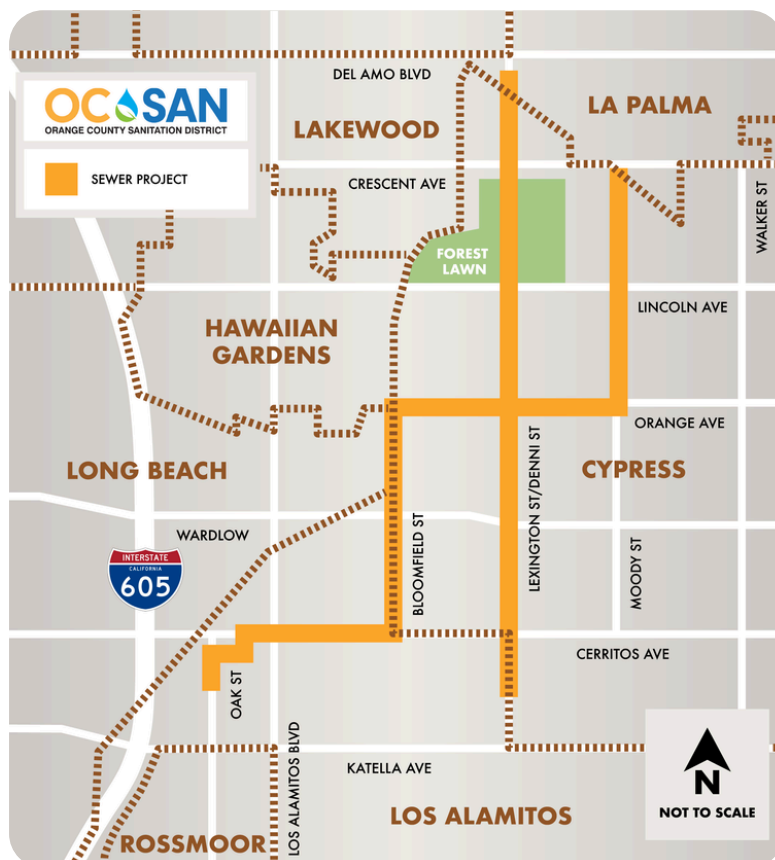 DEL AMO BLVD
OC SAN
ORANGE COUNTY SANITATION DISTRICT
SEWER PROJECT
LAKEWOOD
LA PALMA
CRESCENT AVE
WALKER ST
FOREST
LAWN
LINCOLN AVE
HAWAIIAN
GARDENS
ORANGE AVE
LONG BEACH
CYPRESS
WARDLOW
BLOOMFIELD ST
LEXINGTON ST/DENNI ST
MOODY ST
INTERSTATE
CALIFORNIA
605
CERRITOS AVE
OAK ST
LOS ALAMITOS BLVD
KATELLA AVE
N
NOT TO SCALE
LOS ALAMITOS
ROSSMOOR